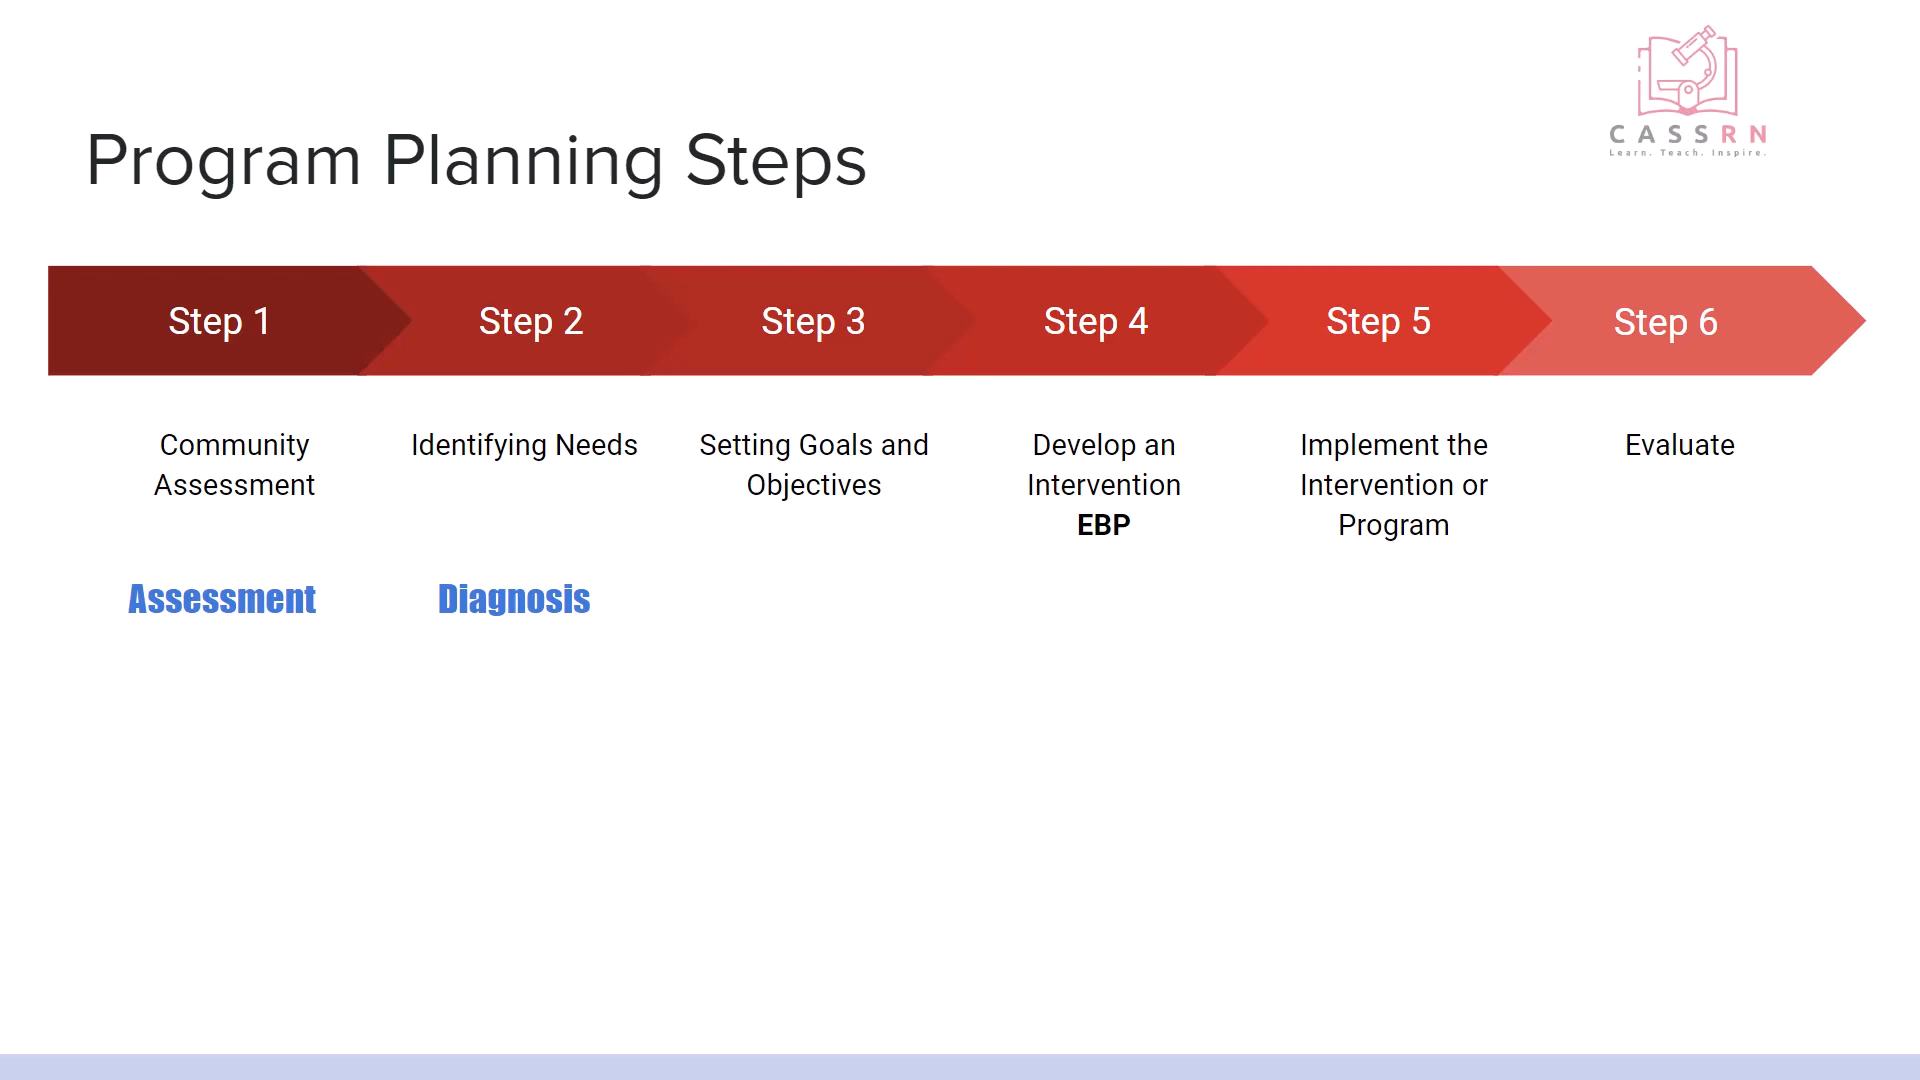 CASSRN
Learn. Teach. Inspire.
Program Planning Steps
Step 1
Step 2
Step 3
Step 4
Step 5
Step 6
Community
Assessment
Identifying Needs
Setting Goals and
Objectives
Develop an
Intervention
EBP
Implement the
Intervention or
Program
Evaluate
Assessment
Diagnosis